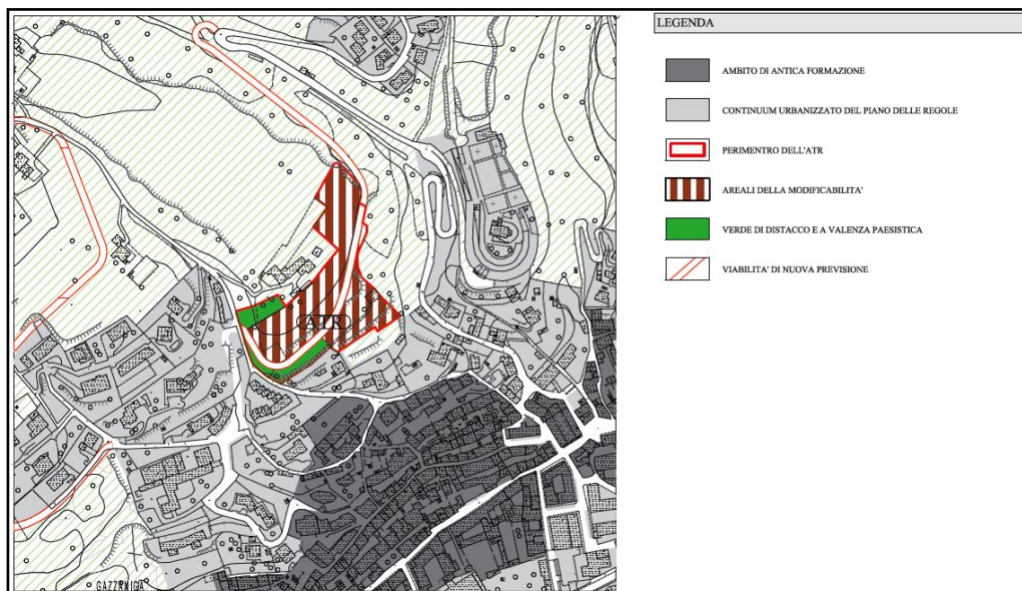 LEGENDA
AMBITO DI ANTICA FORMAZIONE
CONTINUUM URBANIZZATO DEL PIANO DELLE REGOLE
PERIMENTRO DELL'ATR
AREALI DELLA MODIFICABILITA'
VERDE DI DISTACCO E A VALENZA PAESISTICA
VIABILITA' DI NUOVA PREVISIONE
ATR
GAZZANIGA